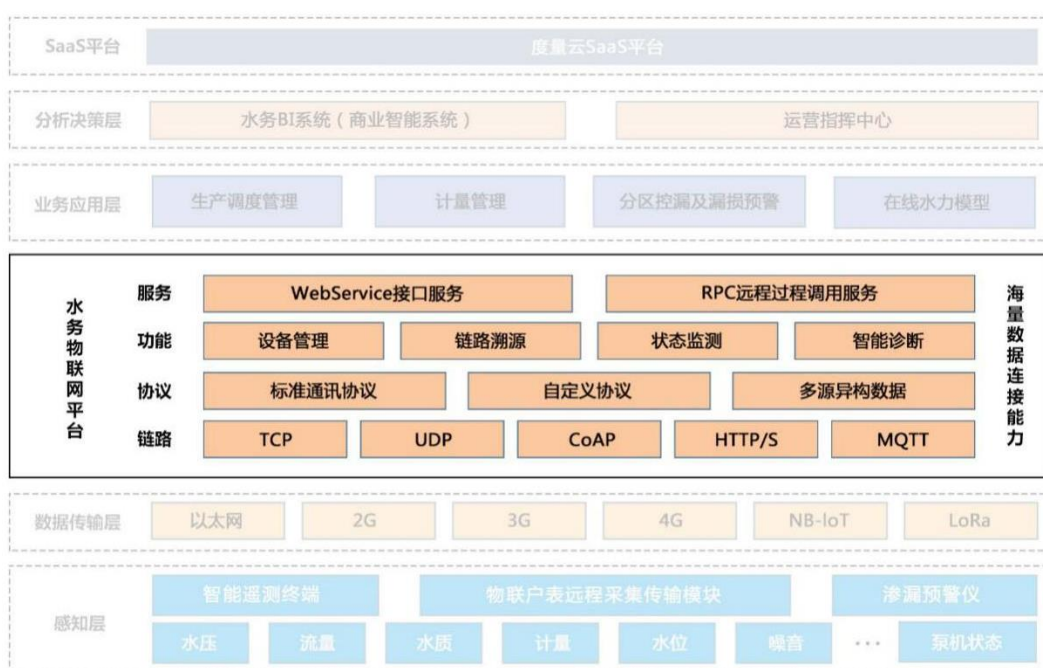 SaaS平台 度量云SaaS平台
分析决策层 水务BI系统（商业智能系统） 运营指挥中心
业务应用层 生产调度管理 计量管理 分区控漏及漏损预警 在线水力模型
水务物联网平台
服务 WebService接口服务 RPC远程过程调用服务
功能 设备管理 链路溯源 状态监测 智能诊断
协议 标准通讯协议 自定义协议 多源异构数据
链路 TCP UDP CoAP HTTP/S MQTT
海量数据连接能力
数据传输层 以太网 2G 3G 4G NB-IoT LoRa
感知层
智能遥测终端 物联户表远程采集传输模块 渗漏预警仪
水压 流量 水质 计量 水位 噪音 ··· 泵机状态